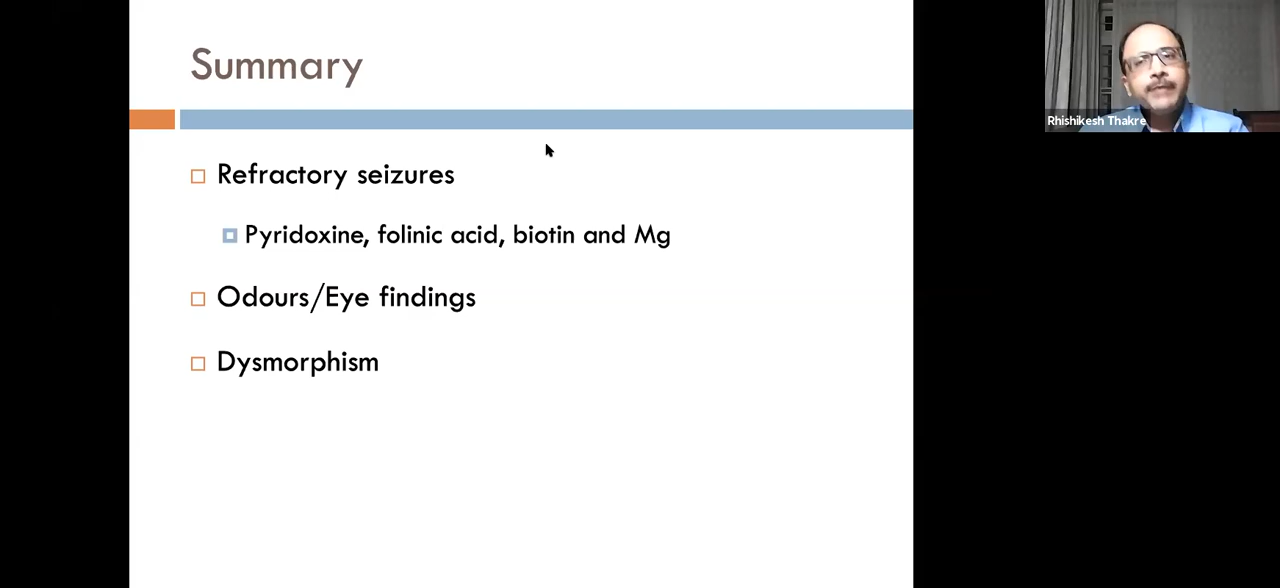 Summary
Refractory seizures
Pyridoxine, folinic acid, biotin and Mg
Odours/Eye findings
Dysmorphism
Rhishikesh Thakre